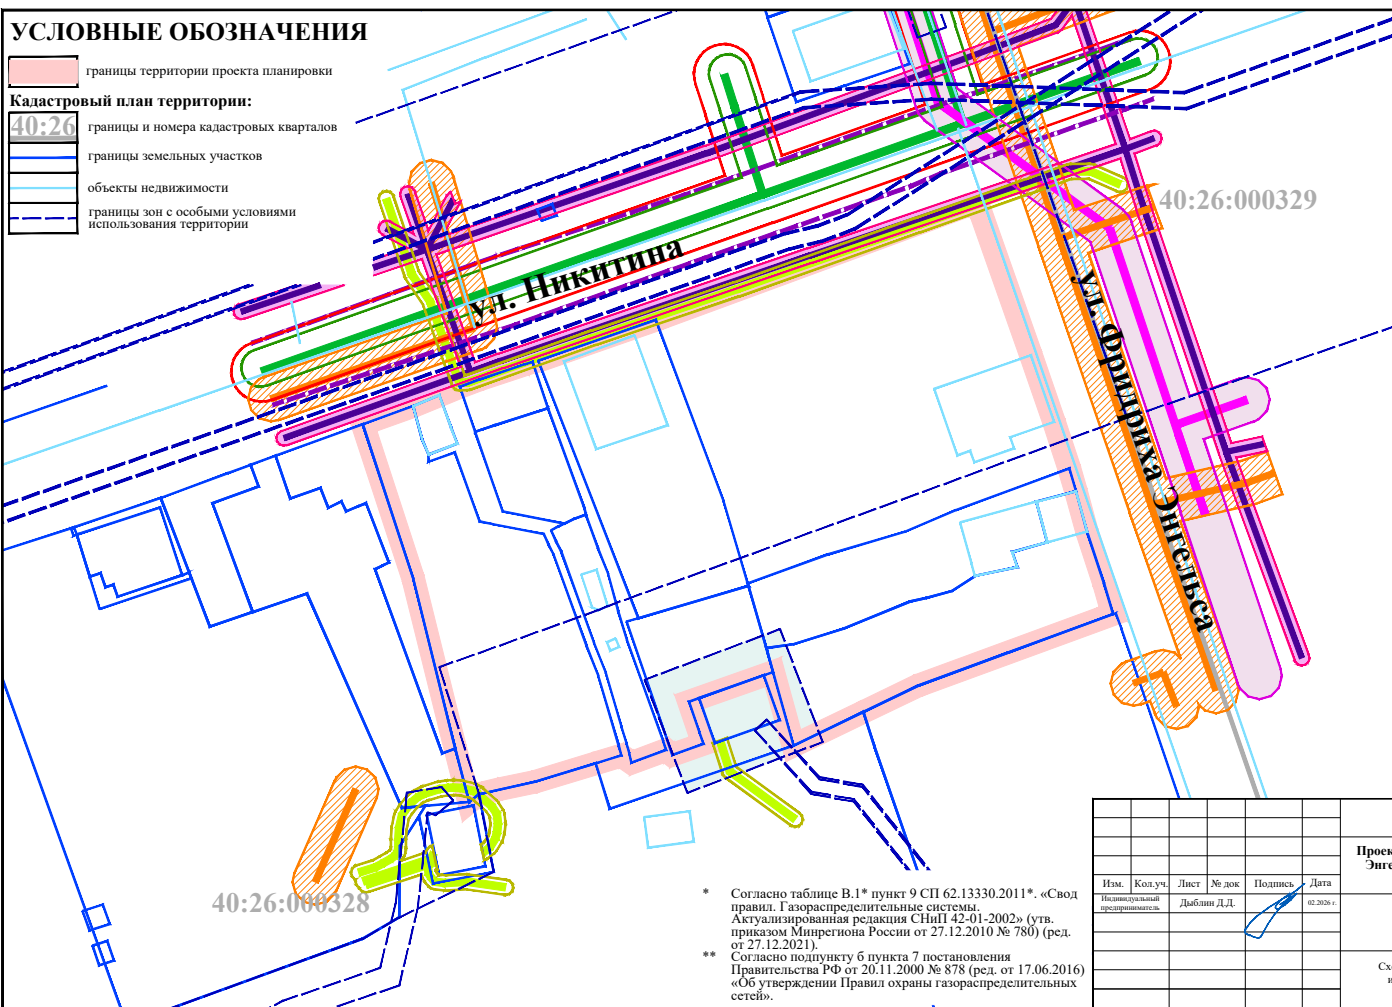 УСЛОВНЫЕ ОБОЗНАЧЕНИЯ
границы территории проекта планировки
Кадастровый план территории:
40:26
границы и номера кадастровых кварталов
границы земельных участков
объекты недвижимости
границы зон с особыми условиями
использования территории
ул. Никитина
40:26:000329
ул. Фридриха Энгельса
40:26:000328
* Согласно таблице В.1* пункт 9 СП 62.13330.2011*. «Свод
правил. Газораспределительные системы.
Актуализированная редакция СНиП 42-01-2002» (утв.
приказом Минрегиона России от 27.12.2010 № 780) (ред.
от 27.12.2021).
** Согласно подпункту б пункта 7 постановления
Правительства РФ от 20.11.2000 № 878 (ред. от 17.06.2016)
«Об утверждении Правил охраны газораспределительных
сетей».
Проек
Энге
Изм. Кол.уч. Лист № док Подпись Дата
Индивидуальный
предприниматель
Дыблин Д.Д.
02.2026 г.
Сх
и